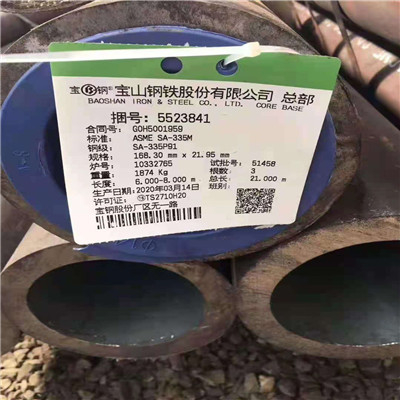 宝钢® 宝山钢铁股份有限公司 总部
BAOSHAN IRON & STEEL CO., LTD. CORE BASE
捆号: 5523841
合同号: G0H5001959
标准: ASME SA-335M
钢级: SA-335P91
规格: 168.30 mm x 21.95 mm
炉号: 10332765 试批号: 51458
重量: 1874 Kg 根数: 3
长度: 6.000-8.000 m 总长: 21.000 m
生产日期: 2020年03月14日 班别:
许可证: TS2710H20
宝钢股份厂区无一路